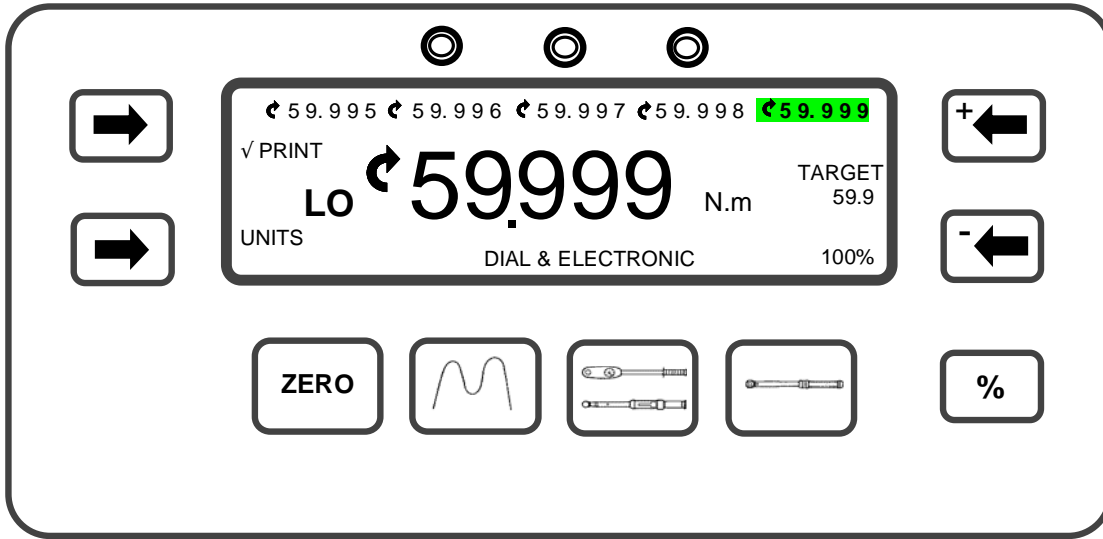 59.995 59.996 59.997 59.998 59.999
√ PRINT
LO 59.999 N.m
TARGET
59.9
UNITS
DIAL & ELECTRONIC
100%
+
-
ZERO
%